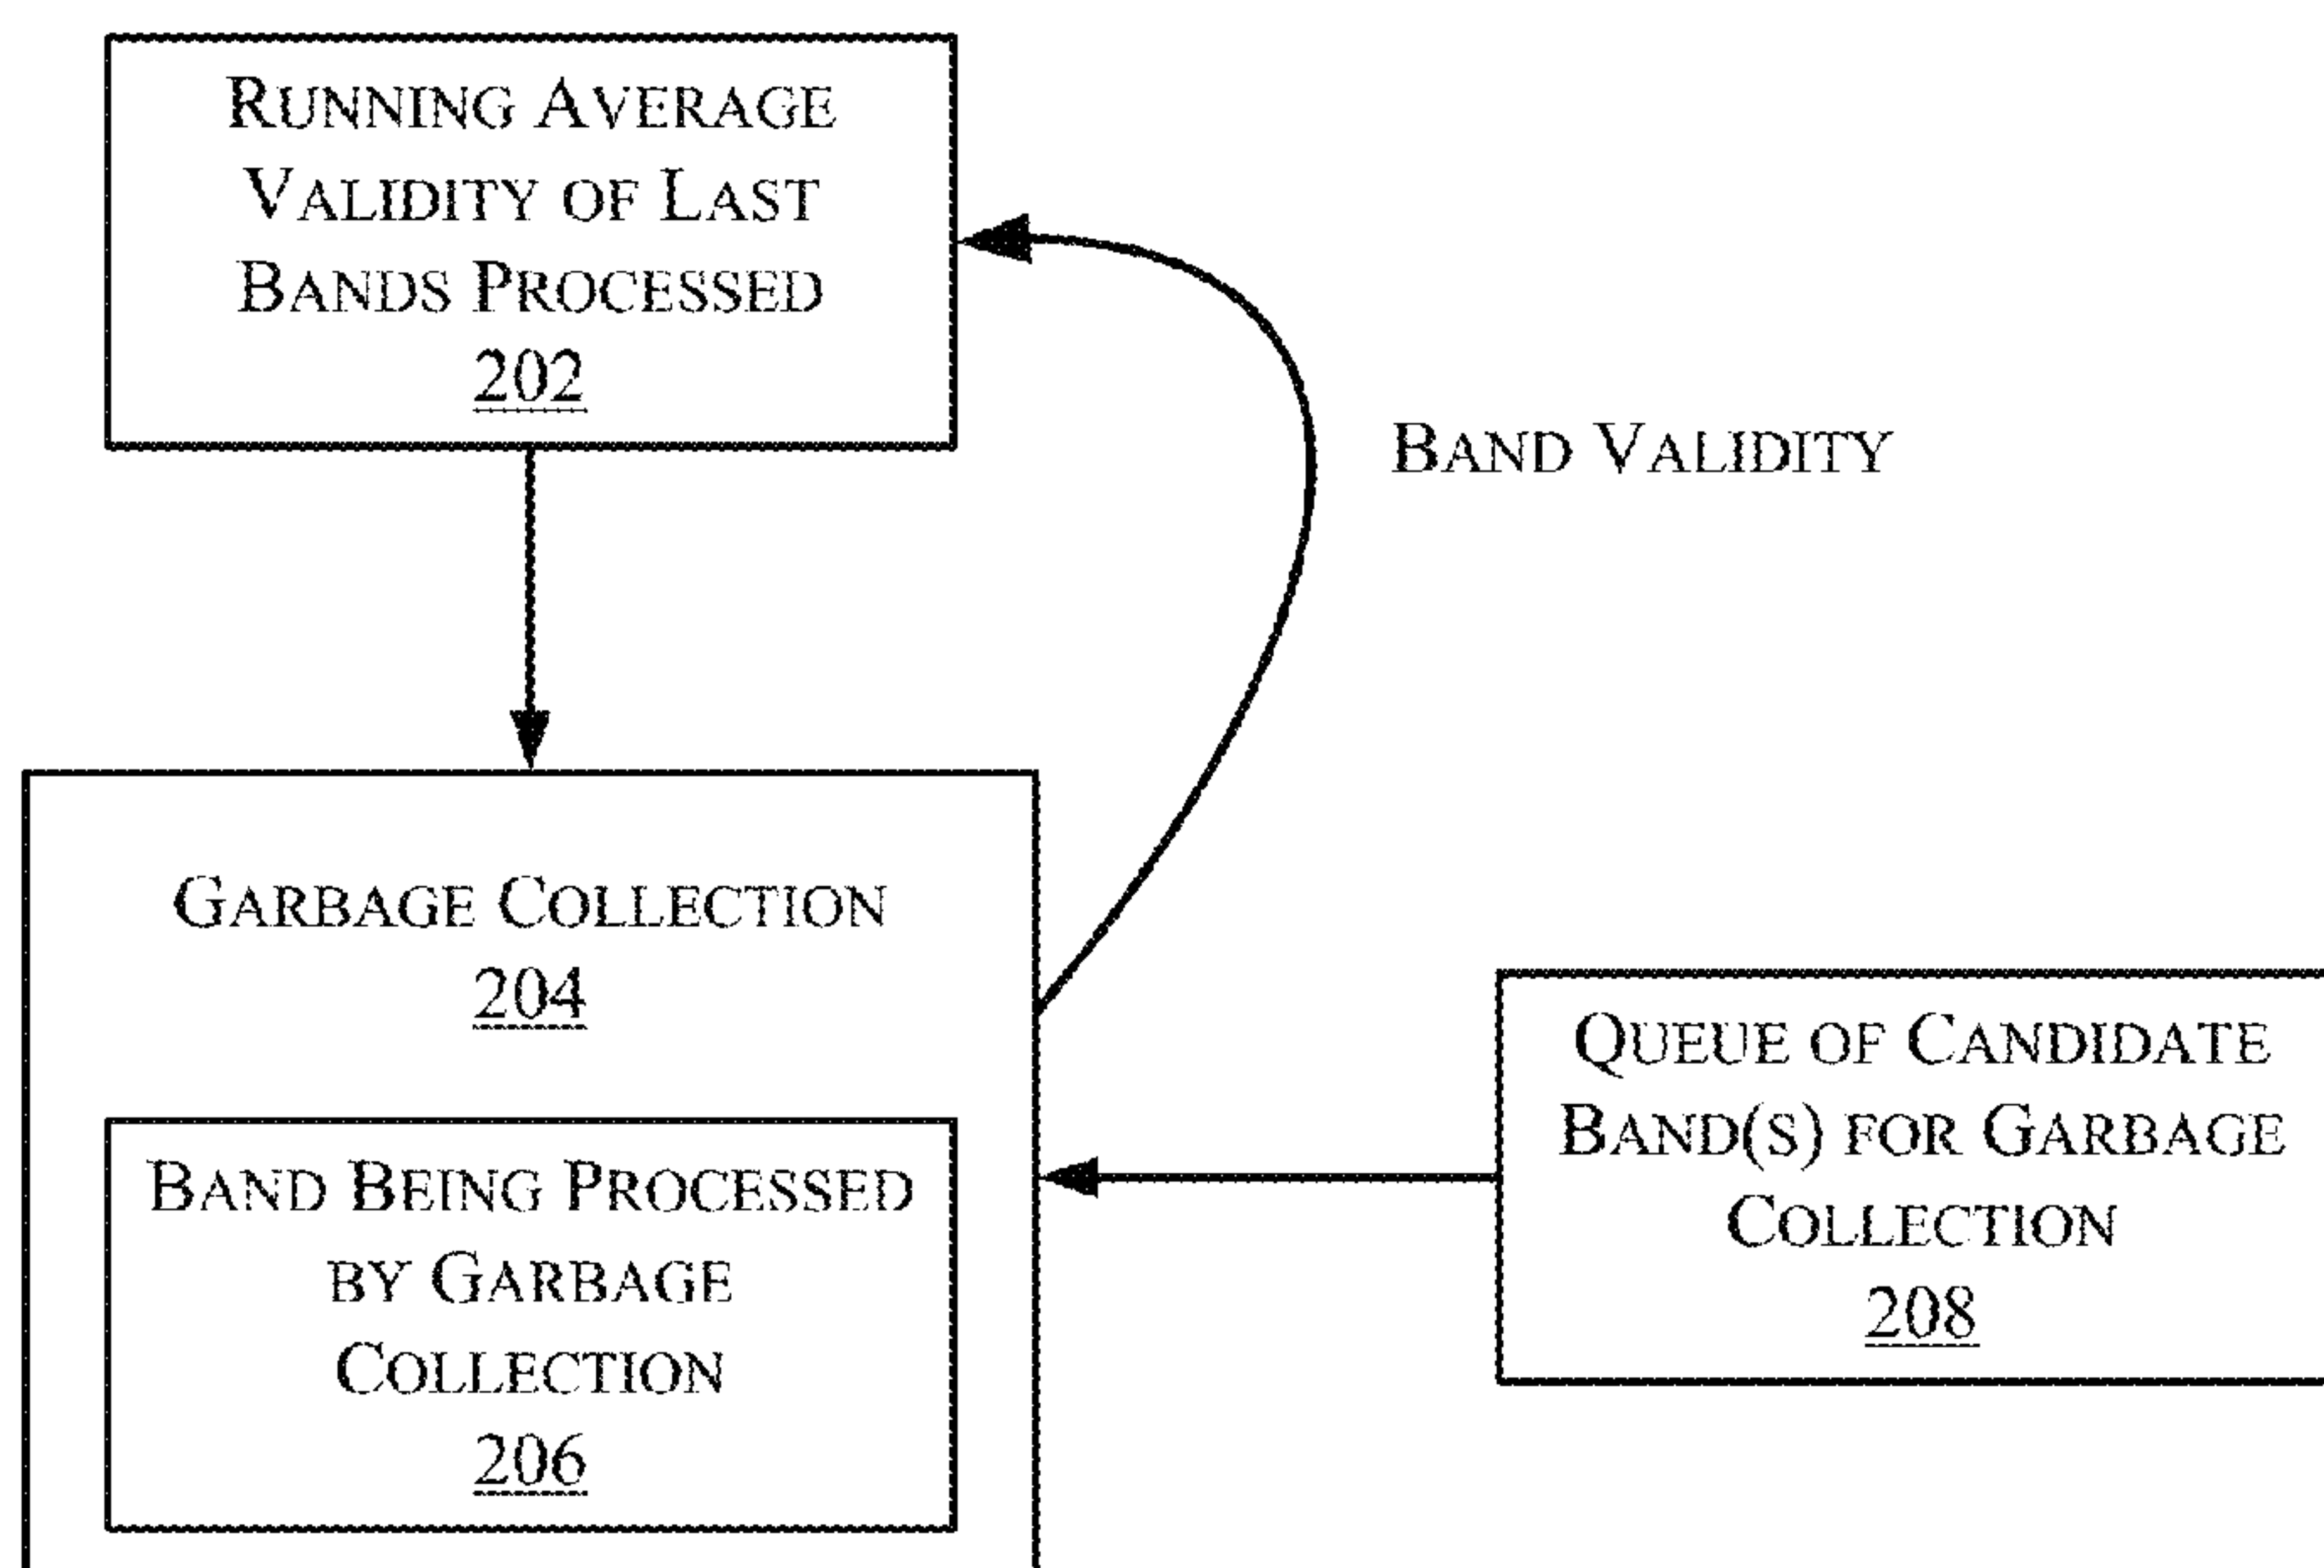 RUNNING AVERAGE
VALIDITY OF LAST
BANDS PROCESSED
202
BAND VALIDITY
GARBAGE COLLECTION
204
BAND BEING PROCESSED
BY GARBAGE
COLLECTION
206
QUEUE OF CANDIDATE
BAND(S) FOR GARBAGE
COLLECTION
208